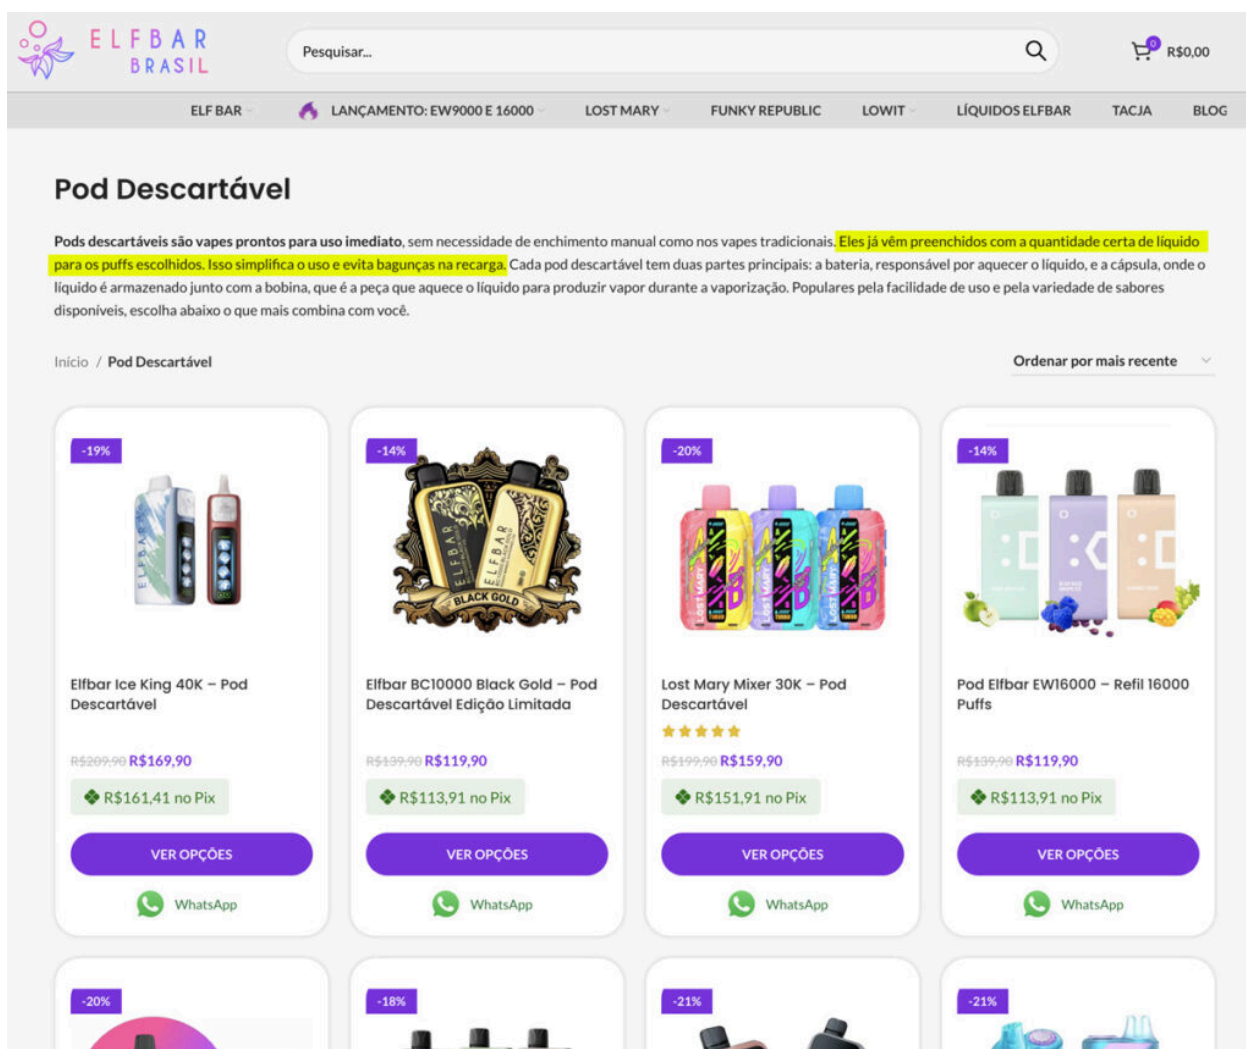 ELFBAR
BRASIL
Pesquisar...
0
R$0,00
ELF BAR
LANÇAMENTO: EW9000 E 16000
LOST MARY
FUNKY REPUBLIC
LOWIT
LÍQUIDOS ELFBAR
TACJA
BLOG
Pod Descartável
Pods descartáveis são vapes prontos para uso imediato, sem necessidade de enchimento manual como nos vapes tradicionais. Eles já vêm preenchidos com a quantidade certa de líquido
para os puffs escolhidos. Isso simplifica o uso e evita bagunças na recarga. Cada pod descartável tem duas partes principais: a bateria, responsável por aquecer o líquido, e a cápsula, onde o
líquido é armazenado junto com a bobina, que é a peça que aquece o líquido para produzir vapor durante a vaporização. Populares pela facilidade de uso e pela variedade de sabores
disponíveis, escolha abaixo o que mais combina com você.
Início / Pod Descartável
Ordenar por mais recente
-19%
ELFBAR
Elfbar Ice King 40K – Pod
Descartável
R$209,90 R$169,90
R$161,41 no Pix
VER OPÇÕES
WhatsApp
-14%
ELFBAR
ELFBAR
BLACK GOLD
Elfbar BC10000 Black Gold – Pod
Descartável Edição Limitada
R$139,90 R$119,90
R$113,91 no Pix
VER OPÇÕES
WhatsApp
-20%
LOST MARY
LOST MARY
LOST MARY
Lost Mary Mixer 30K – Pod
Descartável
R$199,90 R$159,90
R$151,91 no Pix
VER OPÇÕES
WhatsApp
-14%
Pod Elfbar EW16000 – Refil 16000
Puffs
R$139,90 R$119,90
R$113,91 no Pix
VER OPÇÕES
WhatsApp
-20%
-18%
-21%
-21%